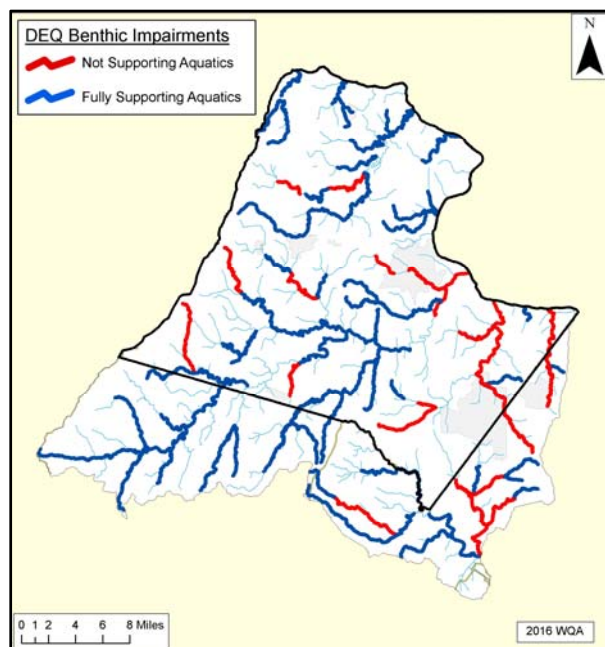 DEQ Benthic Impairments
Not Supporting Aquatics
Fully Supporting Aquatics
N
0 1 2 4 6 8 Miles
2016 WQA